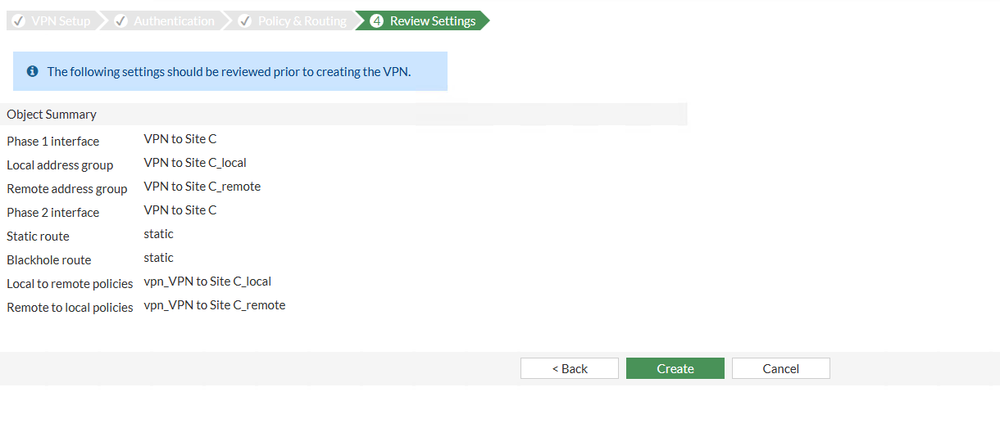 VPN Setup Authentication Policy & Routing 4 Review Settings
The following settings should be reviewed prior to creating the VPN.
Object Summary
Phase 1 interface VPN to Site C
Local address group VPN to Site C_local
Remote address group VPN to Site C_remote
Phase 2 interface VPN to Site C
Static route static
Blackhole route static
Local to remote policies vpn_VPN to Site C_local
Remote to local policies vpn_VPN to Site C_remote
< Back Create Cancel